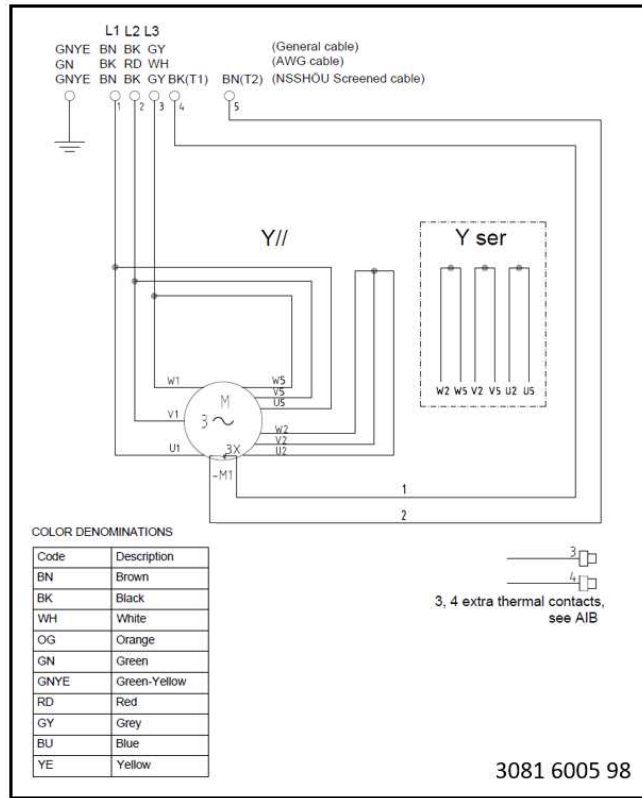 L1 L2 L3
GNYE BN BK GY (General cable)
GN BK RD WH (AWG cable)
GNYE BN BK GY BK(T1) BN(T2) (NSSHÖU Screened cable)
1 2 3 4 5
Y// Y ser
W2 W5 V2 V5 U2 U5
W1 W5
V5
M U5
V1 3~
W2
V2
U1 3X U2
-M1
1
2
COLOR DENOMINATIONS
Code Description
BN Brown
BK Black
WH White
OG Orange
GN Green
GNYE Green-Yellow
RD Red
GY Grey
BU Blue
YE Yellow
3
4
3, 4 extra thermal contacts,
see AIB
3081 6005 98